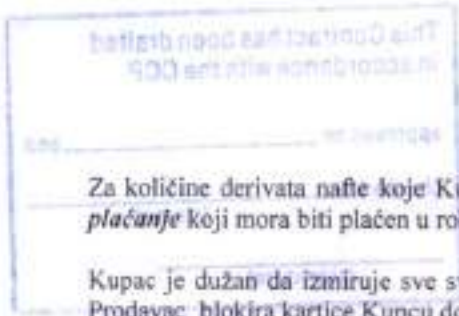 This Contract has been drafted
in accordance with the CCP
Za količine derivata nafte koje K
plaćanje koji mora biti plaćen u ro
Kupac je dužan da izmiruje sve s
Prodavac blokira kartice Kupcu do